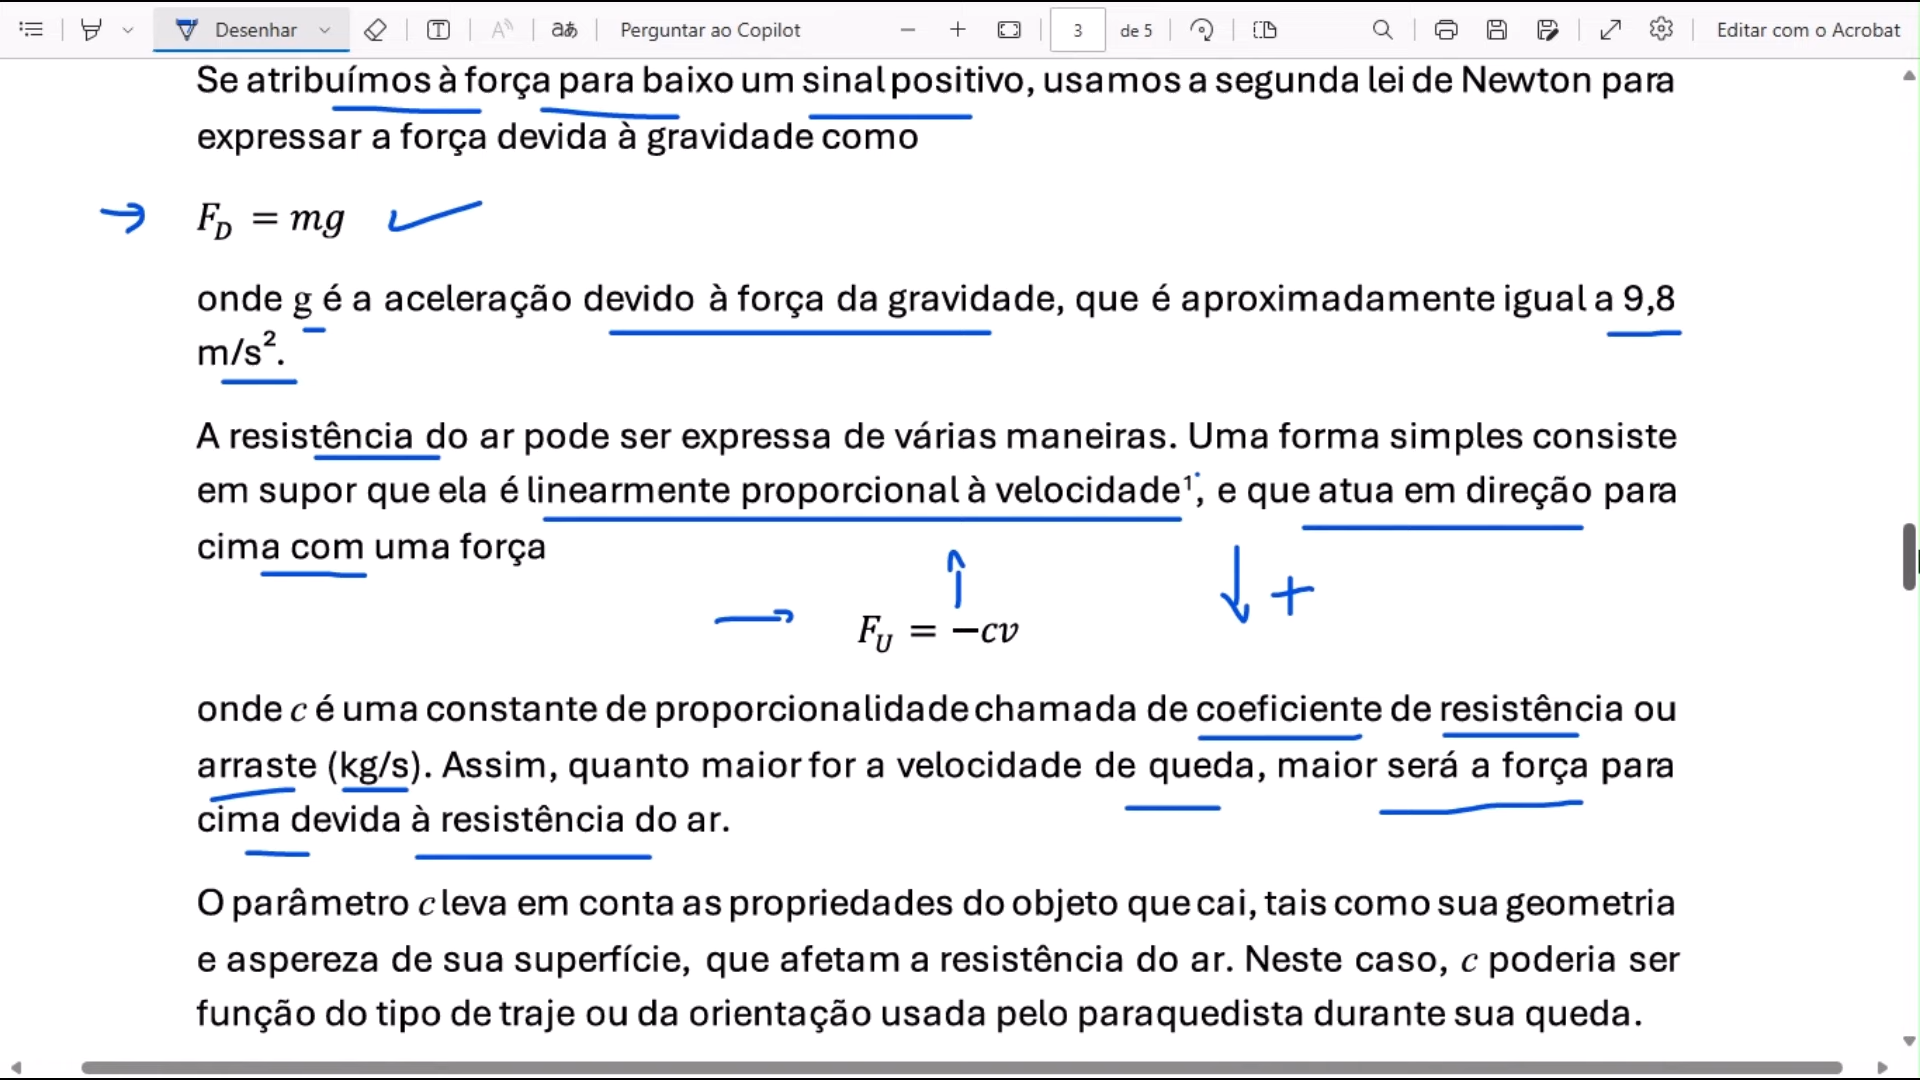 Desenhar
T
A
aあ
Perguntar ao Copilot
3
de 5
Editar com o Acrobat
Se atribuímos à força para baixo um sinal positivo, usamos a segunda lei de Newton para
expressar a força devida à gravidade como
F_D = mg
onde g é a aceleração devido à força da gravidade, que é aproximadamente igual a 9,8
m/s².
A resistência do ar pode ser expressa de várias maneiras. Uma forma simples consiste
em supor que ela é linearmente proporcional à velocidade¹, e que atua em direção para
cima com uma força
+
F_U = −cv
onde c é uma constante de proporcionalidade chamada de coeficiente de resistência ou
arraste (kg/s). Assim, quanto maior for a velocidade de queda, maior será a força para
cima devida à resistência do ar.
O parâmetro c leva em conta as propriedades do objeto que cai, tais como sua geometria
e aspereza de sua superfície, que afetam a resistência do ar. Neste caso, c poderia ser
função do tipo de traje ou da orientação usada pelo paraquedista durante sua queda.